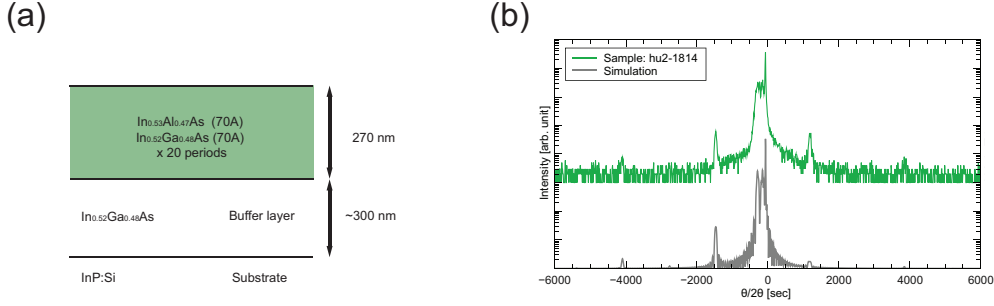 (a)
In0.53Al0.47As (70A)
In0.52Ga0.48As (70A)
x 20 periods
270 nm
In0.52Ga0.48As
Buffer layer
~300 nm
InP:Si
Substrate
(b)
Sample: hu2-1814
Simulation
Intensity [arb. unit]
−6000 −4000 −2000 0 2000 4000 6000
θ/2θ [sec]